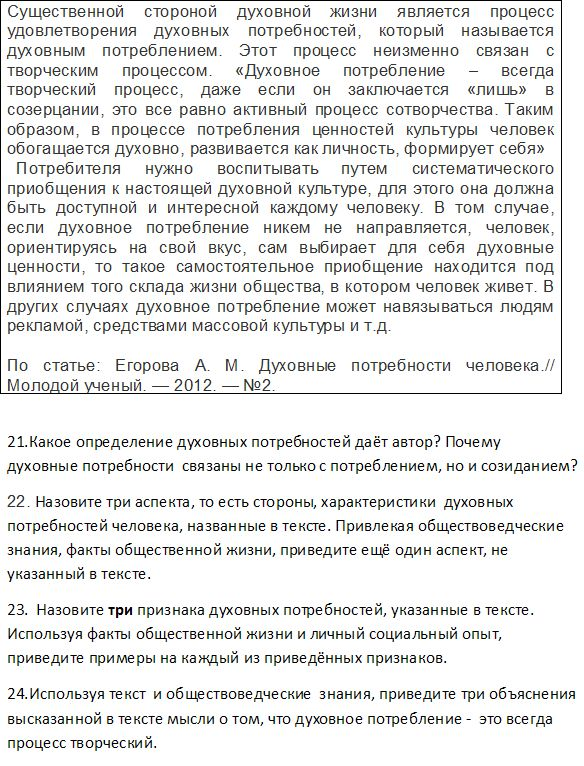 Существенной стороной духовной жизни является процесс
удовлетворения духовных потребностей, который называется
духовным потреблением. Этот процесс неизменно связан с
творческим процессом. «Духовное потребление – всегда
творческий процесс, даже если он заключается «лишь» в
созерцании, это все равно активный процесс сотворчества. Таким
образом, в процессе потребления ценностей культуры человек
обогащается духовно, развивается как личность, формирует себя»
Потребителя нужно воспитывать путем систематического
приобщения к настоящей духовной культуре, для этого она должна
быть доступной и интересной каждому человеку. В том случае,
если духовное потребление никем не направляется, человек,
ориентируясь на свой вкус, сам выбирает для себя духовные
ценности, то такое самостоятельное приобщение находится под
влиянием того склада жизни общества, в котором человек живет. В
других случаях духовное потребление может навязываться людям
рекламой, средствами массовой культуры и т.д.
По статье: Егорова А. М. Духовные потребности человека.//
Молодой ученый. — 2012. — №2.
21.Какое определение духовных потребностей даёт автор? Почему
духовные потребности связаны не только с потреблением, но и созиданием?
22. Назовите три аспекта, то есть стороны, характеристики духовных
потребностей человека, названные в тексте. Привлекая обществоведческие
знания, факты общественной жизни, приведите ещё один аспект, не
указанный в тексте.
23. Назовите три признака духовных потребностей, указанные в тексте.
Используя факты общественной жизни и личный социальный опыт,
приведите примеры на каждый из приведённых признаков.
24.Используя текст и обществоведческие знания, приведите три объяснения
высказанной в тексте мысли о том, что духовное потребление - это всегда
процесс творческий.